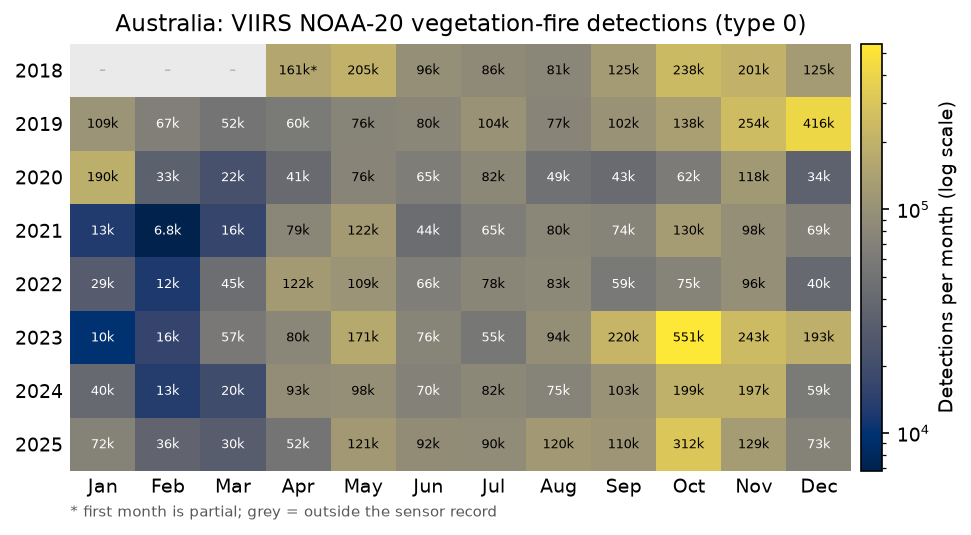 Australia: VIIRS NOAA-20 vegetation-fire detections (type 0)
2018 – – – 161k* 205k 96k 86k 81k 125k 238k 201k 125k
2019 109k 67k 52k 60k 76k 80k 104k 77k 102k 138k 254k 416k
2020 190k 33k 22k 41k 76k 65k 82k 49k 43k 62k 118k 34k
2021 13k 6.8k 16k 79k 122k 44k 65k 80k 74k 130k 98k 69k
2022 29k 12k 45k 122k 109k 66k 78k 83k 59k 75k 96k 40k
2023 10k 16k 57k 80k 171k 76k 55k 94k 220k 551k 243k 193k
2024 40k 13k 20k 93k 98k 70k 82k 75k 103k 199k 197k 59k
2025 72k 36k 30k 52k 121k 92k 90k 120k 110k 312k 129k 73k
Jan Feb Mar Apr May Jun Jul Aug Sep Oct Nov Dec
* first month is partial; grey = outside the sensor record
10⁵
10⁴
Detections per month (log scale)